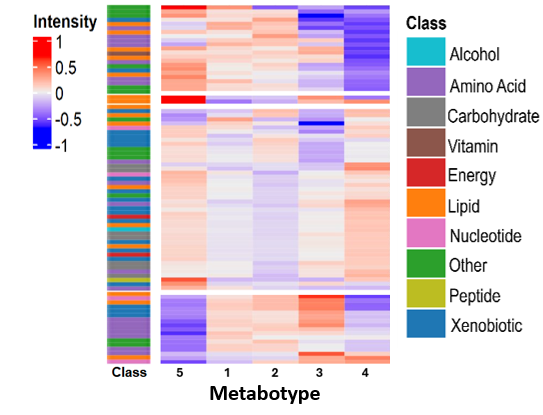 Intensity
1
0.5
0
-0.5
-1
Class
Alcohol
Amino Acid
Carbohydrate
Vitamin
Energy
Lipid
Nucleotide
Other
Peptide
Xenobiotic
Class 5 1 2 3 4
Metabotype